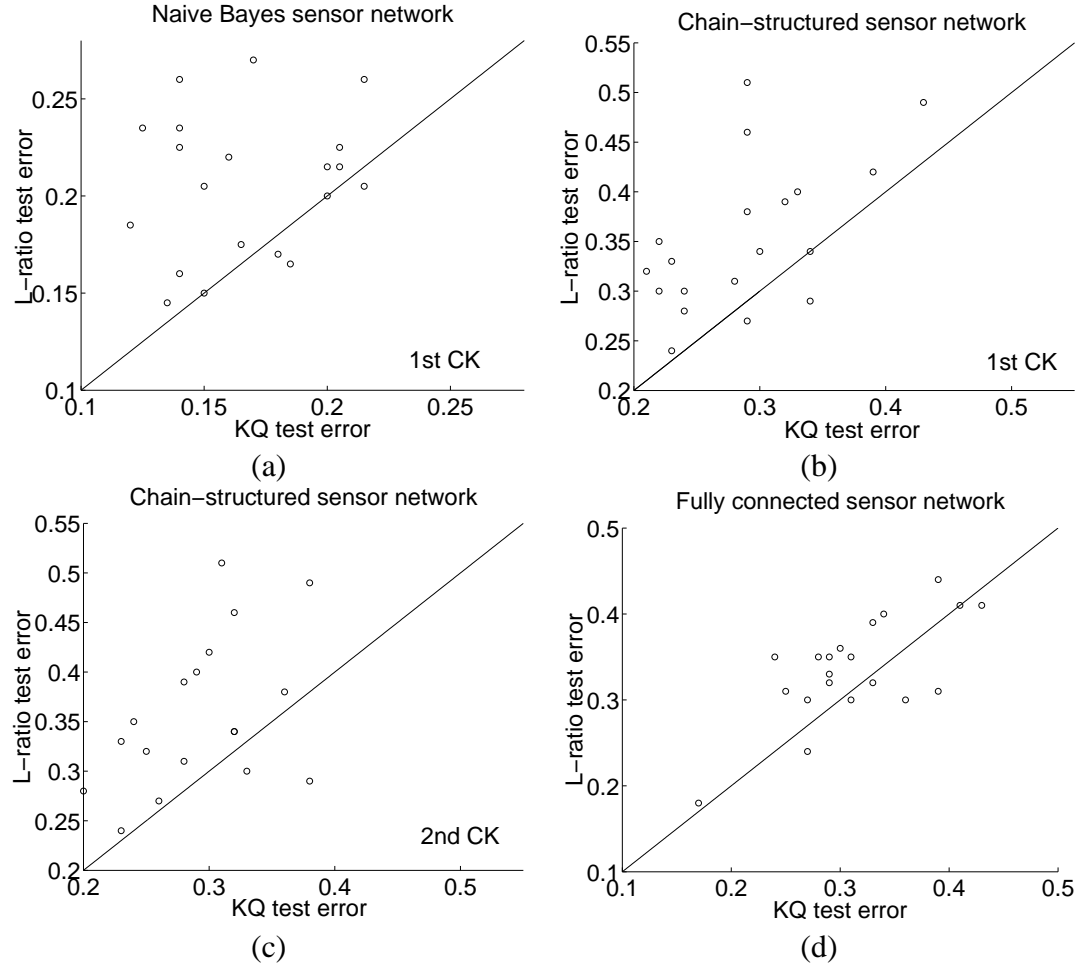 Naive Bayes sensor network
0.25
0.2
0.15
0.1
L−ratio test error
0.1 0.15 0.2 0.25
KQ test error
1st CK
(a)
Chain−structured sensor network
0.55
0.5
0.45
0.4
0.35
0.3
0.25
0.2
L−ratio test error
0.2 0.3 0.4 0.5
KQ test error
1st CK
(b)
Chain−structured sensor network
0.55
0.5
0.45
0.4
0.35
0.3
0.25
0.2
L−ratio test error
0.2 0.3 0.4 0.5
KQ test error
2nd CK
(c)
Fully connected sensor network
0.5
0.4
0.3
0.2
0.1
L−ratio test error
0.1 0.2 0.3 0.4 0.5
KQ test error
(d)